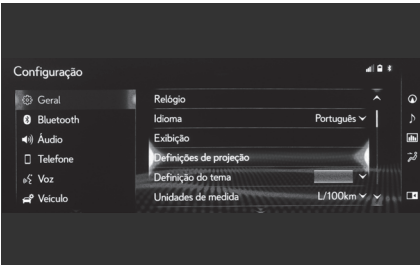 Configuração
Geral
Bluetooth
Áudio
Telefone
Voz
Veículo
Relógio
Idioma Português
Exibição
Definições de projeção
Definição do tema
Unidades de medida L/100km